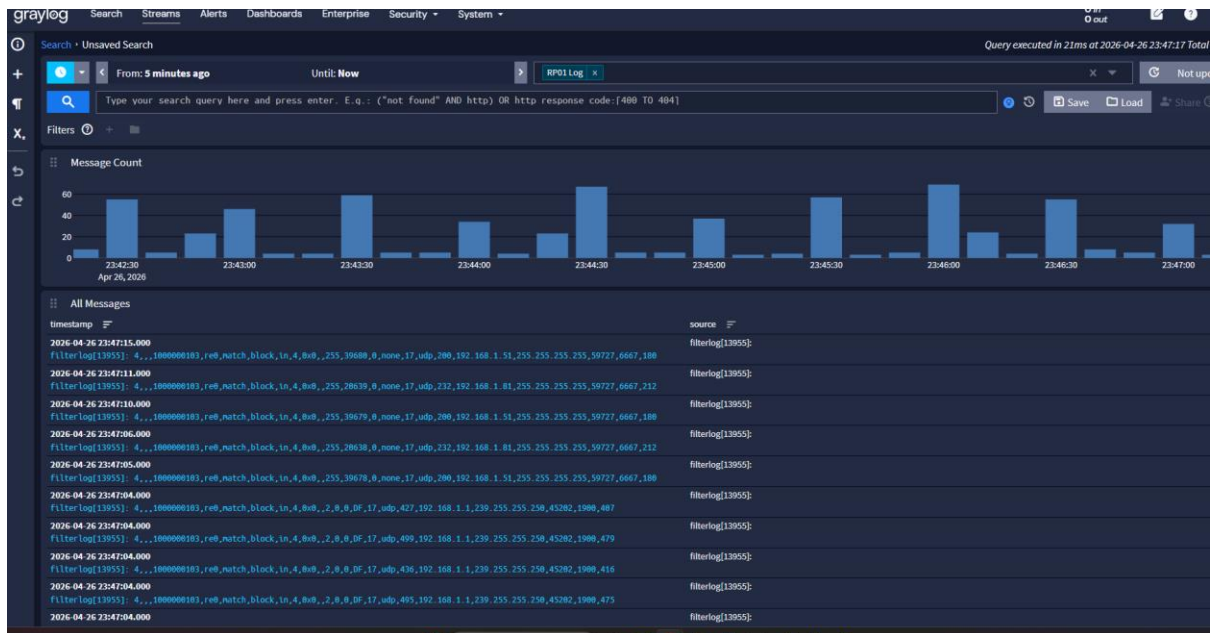 graylog Search Streams Alerts Dashboards Enterprise Security System
0 out
Search Unsaved Search
Query executed in 21ms at 2026-04-26 23:47:17 Total
From: 5 minutes ago Until: Now RP01 Log × Not upd
Type your search query here and press enter. E.g.: ("not found" AND http) OR http_response_code:[400 TO 404] Save Load Share
Filters
Message Count
60
40
20
0
23:42:30 23:43:00 23:43:30 23:44:00 23:44:30 23:45:00 23:45:30 23:46:00 23:46:30 23:47:00
Apr 26, 2026
All Messages
timestamp source
2026-04-26 23:47:15.000 filterlog[13955]:
filterlog[13955]: 4,,,1000000103,re0,match,block,in,4,0x0,,255,39680,0,none,17,udp,200,192.168.1.51,255.255.255.255,59727,6667,180
2026-04-26 23:47:11.000 filterlog[13955]:
filterlog[13955]: 4,,,1000000103,re0,match,block,in,4,0x0,,255,20639,0,none,17,udp,232,192.168.1.81,255.255.255.255,59727,6667,212
2026-04-26 23:47:10.000 filterlog[13955]:
filterlog[13955]: 4,,,1000000103,re0,match,block,in,4,0x0,,255,39679,0,none,17,udp,200,192.168.1.51,255.255.255.255,59727,6667,180
2026-04-26 23:47:06.000 filterlog[13955]:
filterlog[13955]: 4,,,1000000103,re0,match,block,in,4,0x0,,255,20638,0,none,17,udp,232,192.168.1.81,255.255.255.255,59727,6667,212
2026-04-26 23:47:05.000 filterlog[13955]:
filterlog[13955]: 4,,,1000000103,re0,match,block,in,4,0x0,,255,39678,0,none,17,udp,200,192.168.1.51,255.255.255.255,59727,6667,180
2026-04-26 23:47:04.000 filterlog[13955]:
filterlog[13955]: 4,,,1000000103,re0,match,block,in,4,0x0,,2,0,0,DF,17,udp,427,192.168.1.1,239.255.255.250,45202,1900,407
2026-04-26 23:47:04.000 filterlog[13955]:
filterlog[13955]: 4,,,1000000103,re0,match,block,in,4,0x0,,2,0,0,DF,17,udp,499,192.168.1.1,239.255.255.250,45202,1900,479
2026-04-26 23:47:04.000 filterlog[13955]:
filterlog[13955]: 4,,,1000000103,re0,match,block,in,4,0x0,,2,0,0,DF,17,udp,436,192.168.1.1,239.255.255.250,45202,1900,416
2026-04-26 23:47:04.000 filterlog[13955]:
filterlog[13955]: 4,,,1000000103,re0,match,block,in,4,0x0,,2,0,0,DF,17,udp,495,192.168.1.1,239.255.255.250,45202,1900,475
2026-04-26 23:47:04.000 filterlog[13955]: